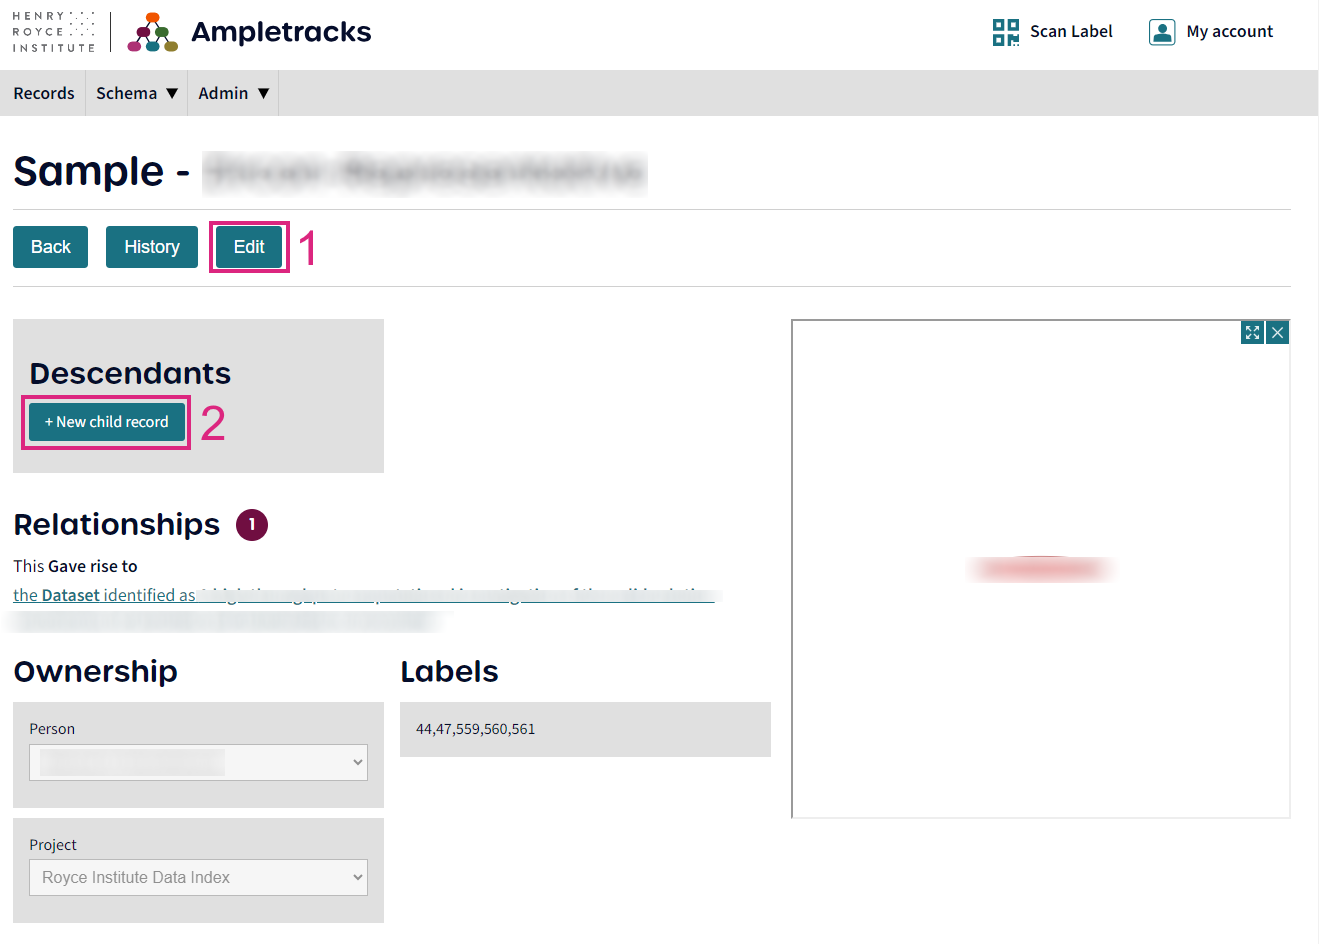 HENRY
ROYCE
INSTITUTE
Ampletracks
Scan Label
My account
Records
Schema ▼
Admin ▼
Sample -
Back
History
Edit
1
Descendants
+ New child record
2
Relationships 1
This Gave rise to
the Dataset identified as
Ownership
Labels
Person
44,47,559,560,561
Project
Royce Institute Data Index